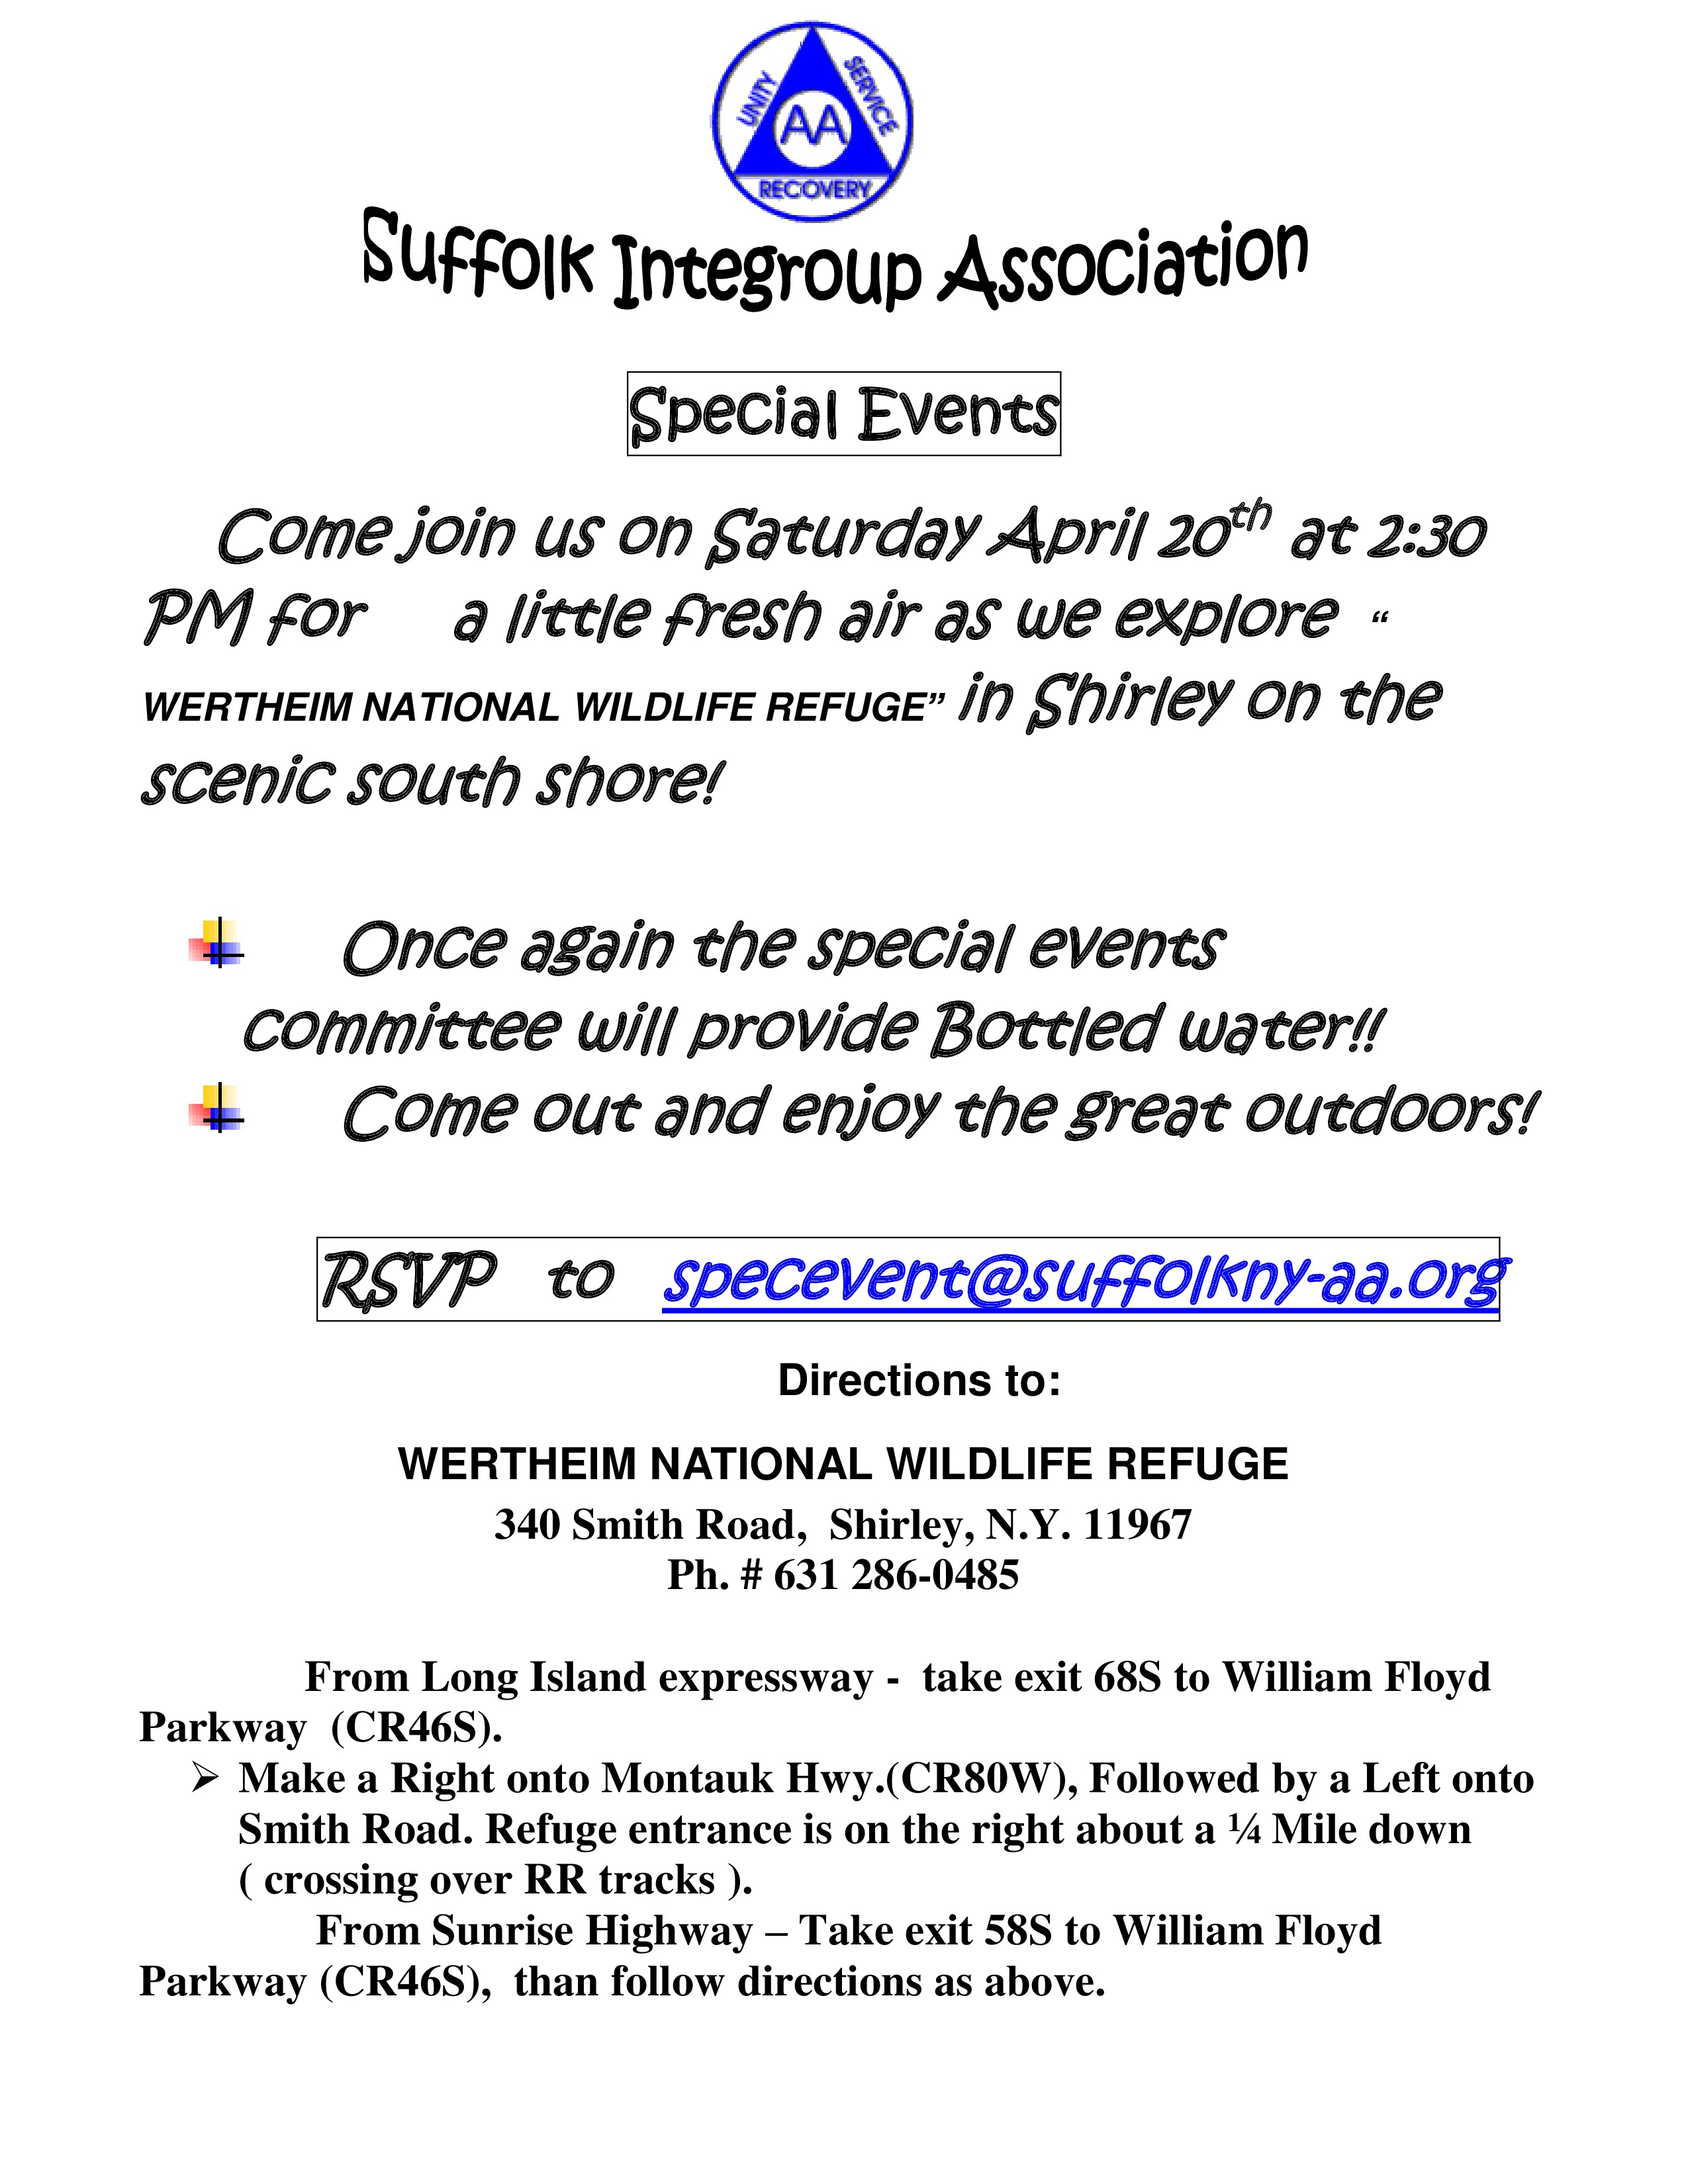 UNITY
SERVICE
AA
RECOVERY
Suffolk Integroup Association
Special Events
Come join us on Saturday April 20th at 2:30
PM for a little fresh air as we explore “
WERTHEIM NATIONAL WILDLIFE REFUGE” in Shirley on the
scenic south shore!
Once again the special events
committee will provide Bottled water!!
Come out and enjoy the great outdoors!
RSVP to specevent@suffolkny-aa.org
Directions to:
WERTHEIM NATIONAL WILDLIFE REFUGE
340 Smith Road, Shirley, N.Y. 11967
Ph. # 631 286-0485
From Long Island expressway - take exit 68S to William Floyd
Parkway (CR46S).
➢ Make a Right onto Montauk Hwy.(CR80W), Followed by a Left onto
Smith Road. Refuge entrance is on the right about a ¼ Mile down
( crossing over RR tracks ).
From Sunrise Highway – Take exit 58S to William Floyd
Parkway (CR46S), than follow directions as above.